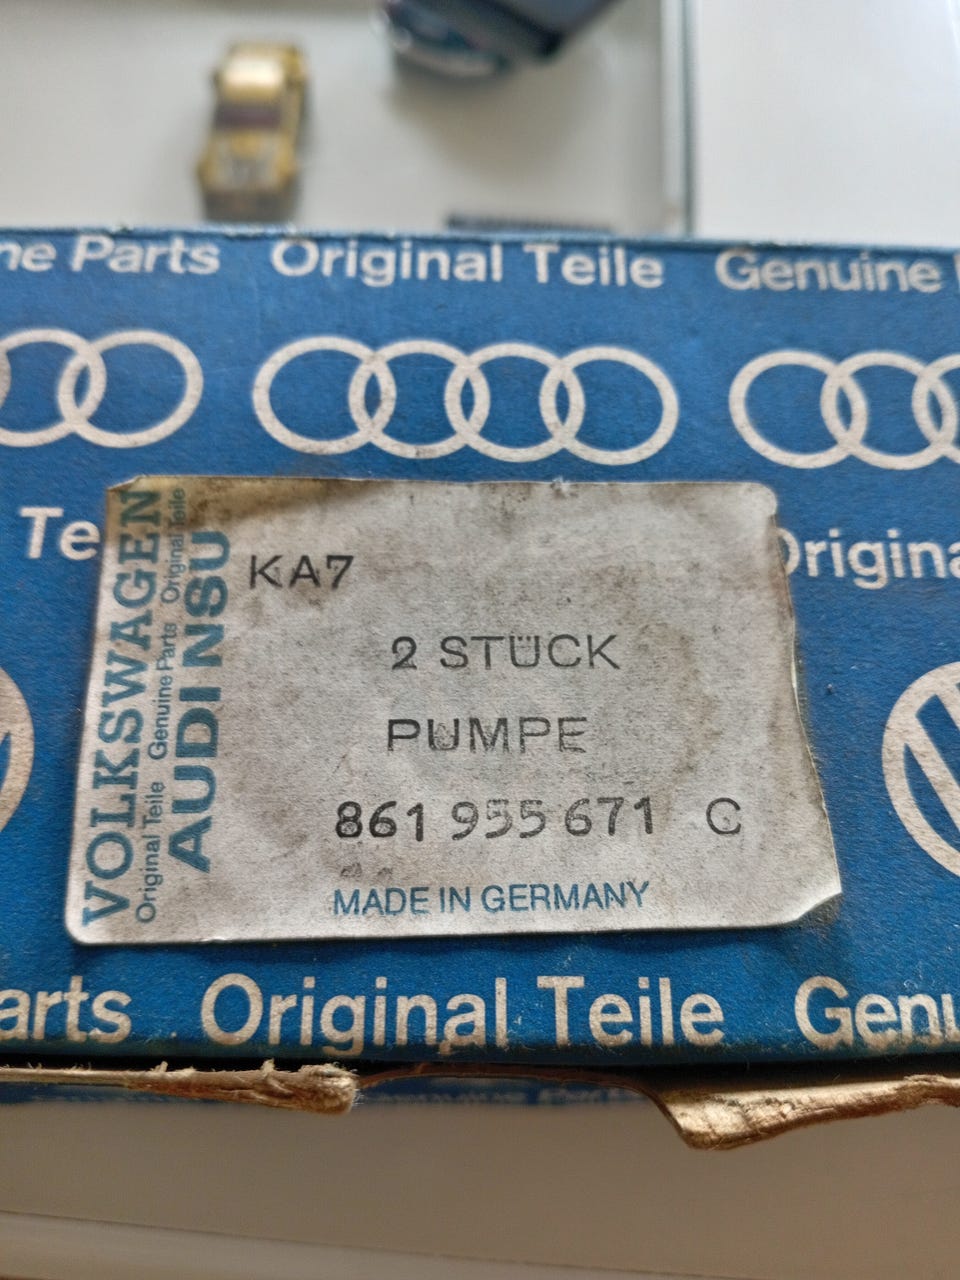 ne Parts Original Teile Genuine
Te
Origina
VOLKSWAGEN
Original Teile Genuine Parts Original Teile
AUDI NSU
KA7
2 STÜCK
PUMPE
861 955 671 C
MADE IN GERMANY
arts Original Teile Genu